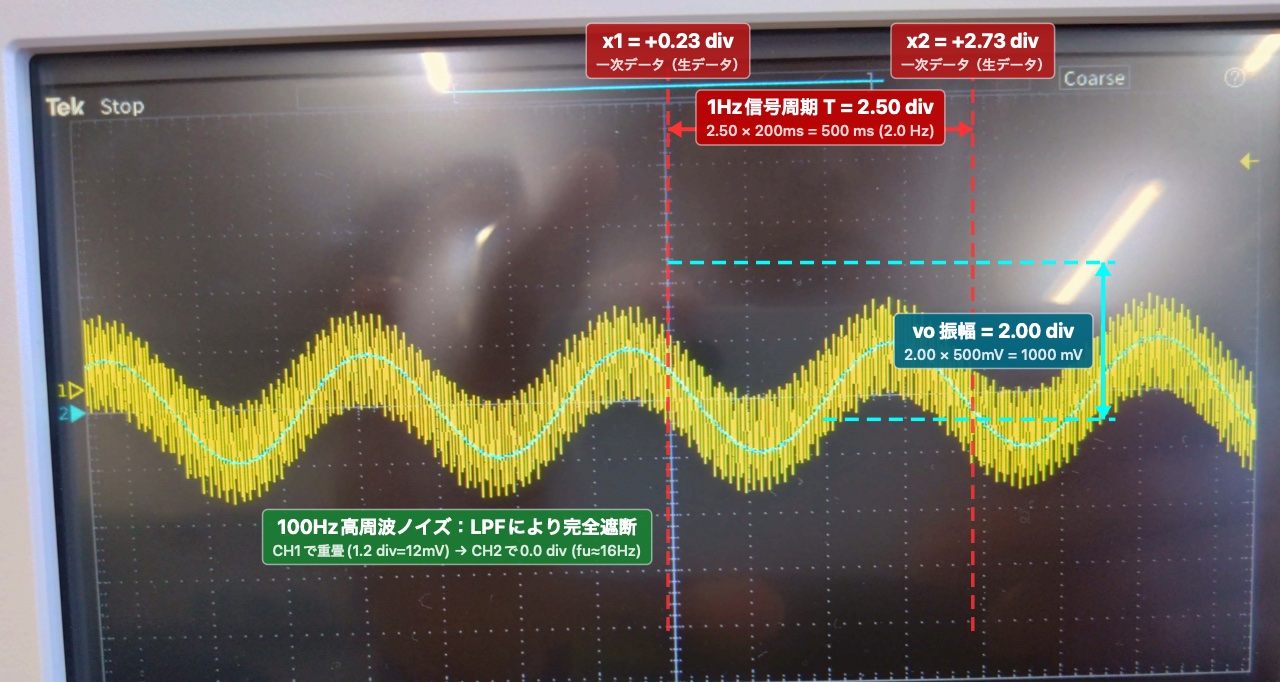 x1 = +0.23 div
一次データ（生データ）
x2 = +2.73 div
一次データ（生データ）
Tek Stop
Coarse
?
1Hz信号周期 T = 2.50 div
2.50 × 200ms = 500 ms (2.0 Hz)
vo 振幅 = 2.00 div
2.00 × 500mV = 1000 mV
1
2
100Hz高周波ノイズ：LPFにより完全遮断
CH1で重畳 (1.2 div=12mV) → CH2で0.0 div (fu≈16Hz)